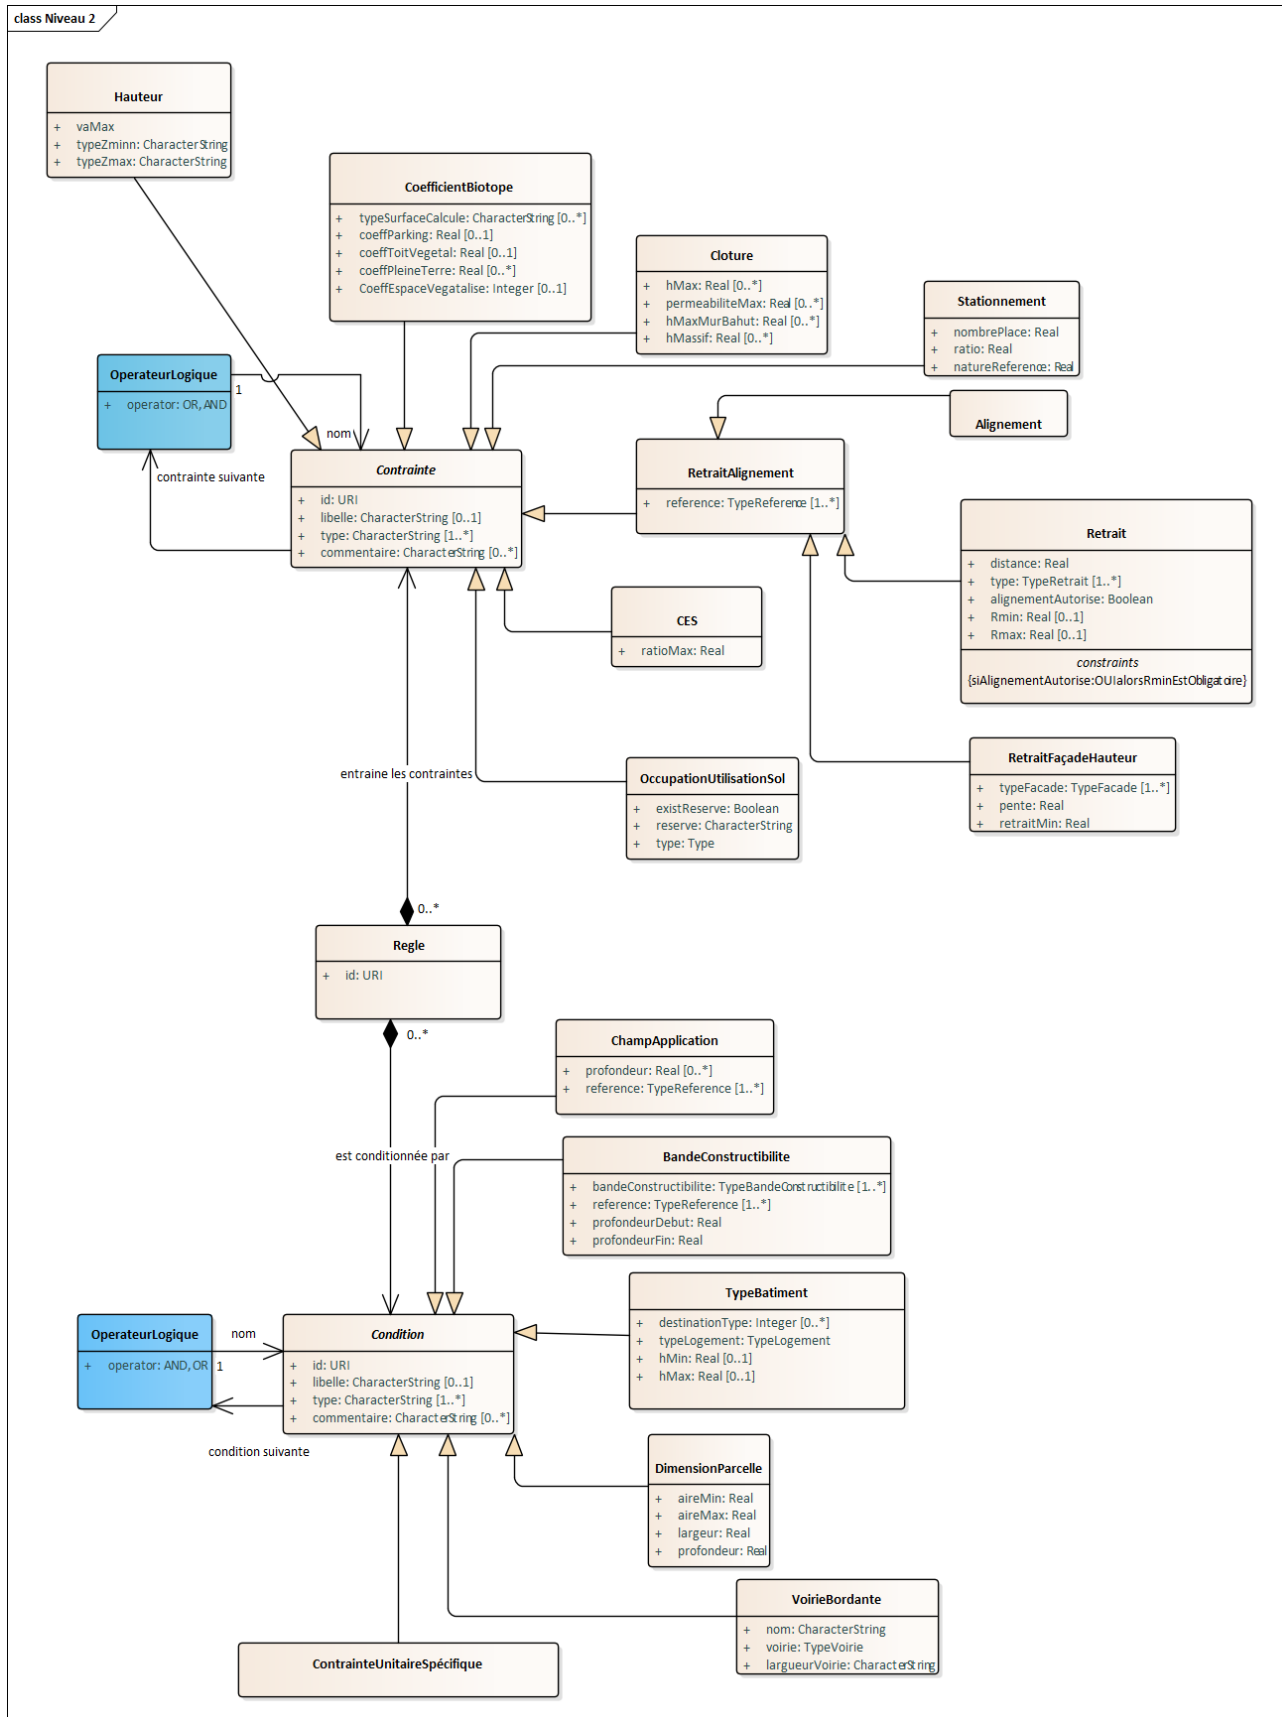 class Niveau 2
Hauteur
+ vaMax
+ typeZminn: CharacterString
+ typeZmax: CharacterString
CoefficientBiotope
+ typeSurfaceCalcule: CharacterString [0..*]
+ coeffParking: Real [0..1]
+ coeffToitVegetal: Real [0..1]
+ coeffPleineTerre: Real [0..*]
+ CoeffEspaceVegatalise: Integer [0..1]
Cloture
+ hMax: Real [0..*]
+ permeabiliteMax: Real [0..*]
+ hMaxMurBahut: Real [0..*]
+ hMassif: Real [0..*]
Stationnement
+ nombrePlace: Real
+ ratio: Real
+ natureReference: Real
OperateurLogique
+ operator: OR, AND
1
nom
contrainte suivante
Alignement
Contrainte
+ id: URI
+ libelle: CharacterString [0..1]
+ type: CharacterString [1..*]
+ commentaire: CharacterString [0..*]
RetraitAlignement
+ reference: TypeReference [1..*]
Retrait
+ distance: Real
+ type: TypeRetrait [1..*]
+ alignementAutorise: Boolean
+ Rmin: Real [0..1]
+ Rmax: Real [0..1]
constraints
{siAlignementAutorise:OUIalorsRminEstObligatoire}
CES
+ ratioMax: Real
RetraitFaçadeHauteur
+ typeFacade: TypeFacade [1..*]
+ pente: Real
+ retraitMin: Real
entraine les contraintes
OccupationUtilisationSol
+ existReserve: Boolean
+ reserve: CharacterString
+ type: Type
0..*
Regle
+ id: URI
0..*
ChampApplication
+ profondeur: Real [0..*]
+ reference: TypeReference [1..*]
est conditionnée par
BandeConstructibilite
+ bandeConstructibilite: TypeBandeConstructibilite [1..*]
+ reference: TypeReference [1..*]
+ profondeurDebut: Real
+ profondeurFin: Real
TypeBatiment
+ destinationType: Integer [0..*]
+ typeLogement: TypeLogement
+ hMin: Real [0..1]
+ hMax: Real [0..1]
OperateurLogique
+ operator: AND, OR
nom
1
Condition
+ id: URI
+ libelle: CharacterString [0..1]
+ type: CharacterString [1..*]
+ commentaire: CharacterString [0..*]
condition suivante
DimensionParcelle
+ aireMin: Real
+ aireMax: Real
+ largeur: Real
+ profondeur: Real
VoirieBordante
+ nom: CharacterString
+ voirie: TypeVoirie
+ largueurVoirie: CharacterString
ContrainteUnitaireSpécifique